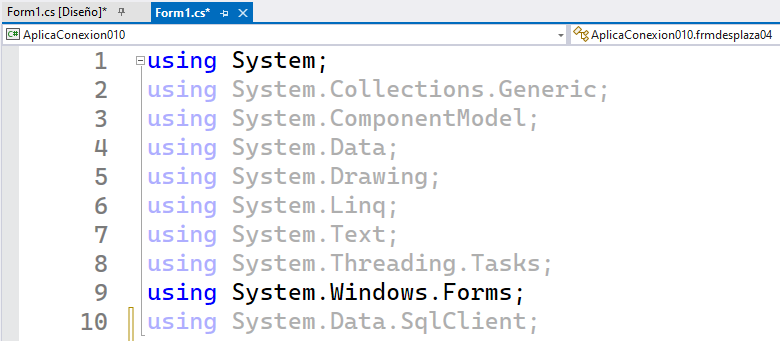 Form1.cs [Diseño]* Form1.cs*
C# AplicaConexion010 AplicaConexion010.frmdesplaza04
1 using System;
2 using System.Collections.Generic;
3 using System.ComponentModel;
4 using System.Data;
5 using System.Drawing;
6 using System.Linq;
7 using System.Text;
8 using System.Threading.Tasks;
9 using System.Windows.Forms;
10 using System.Data.SqlClient;